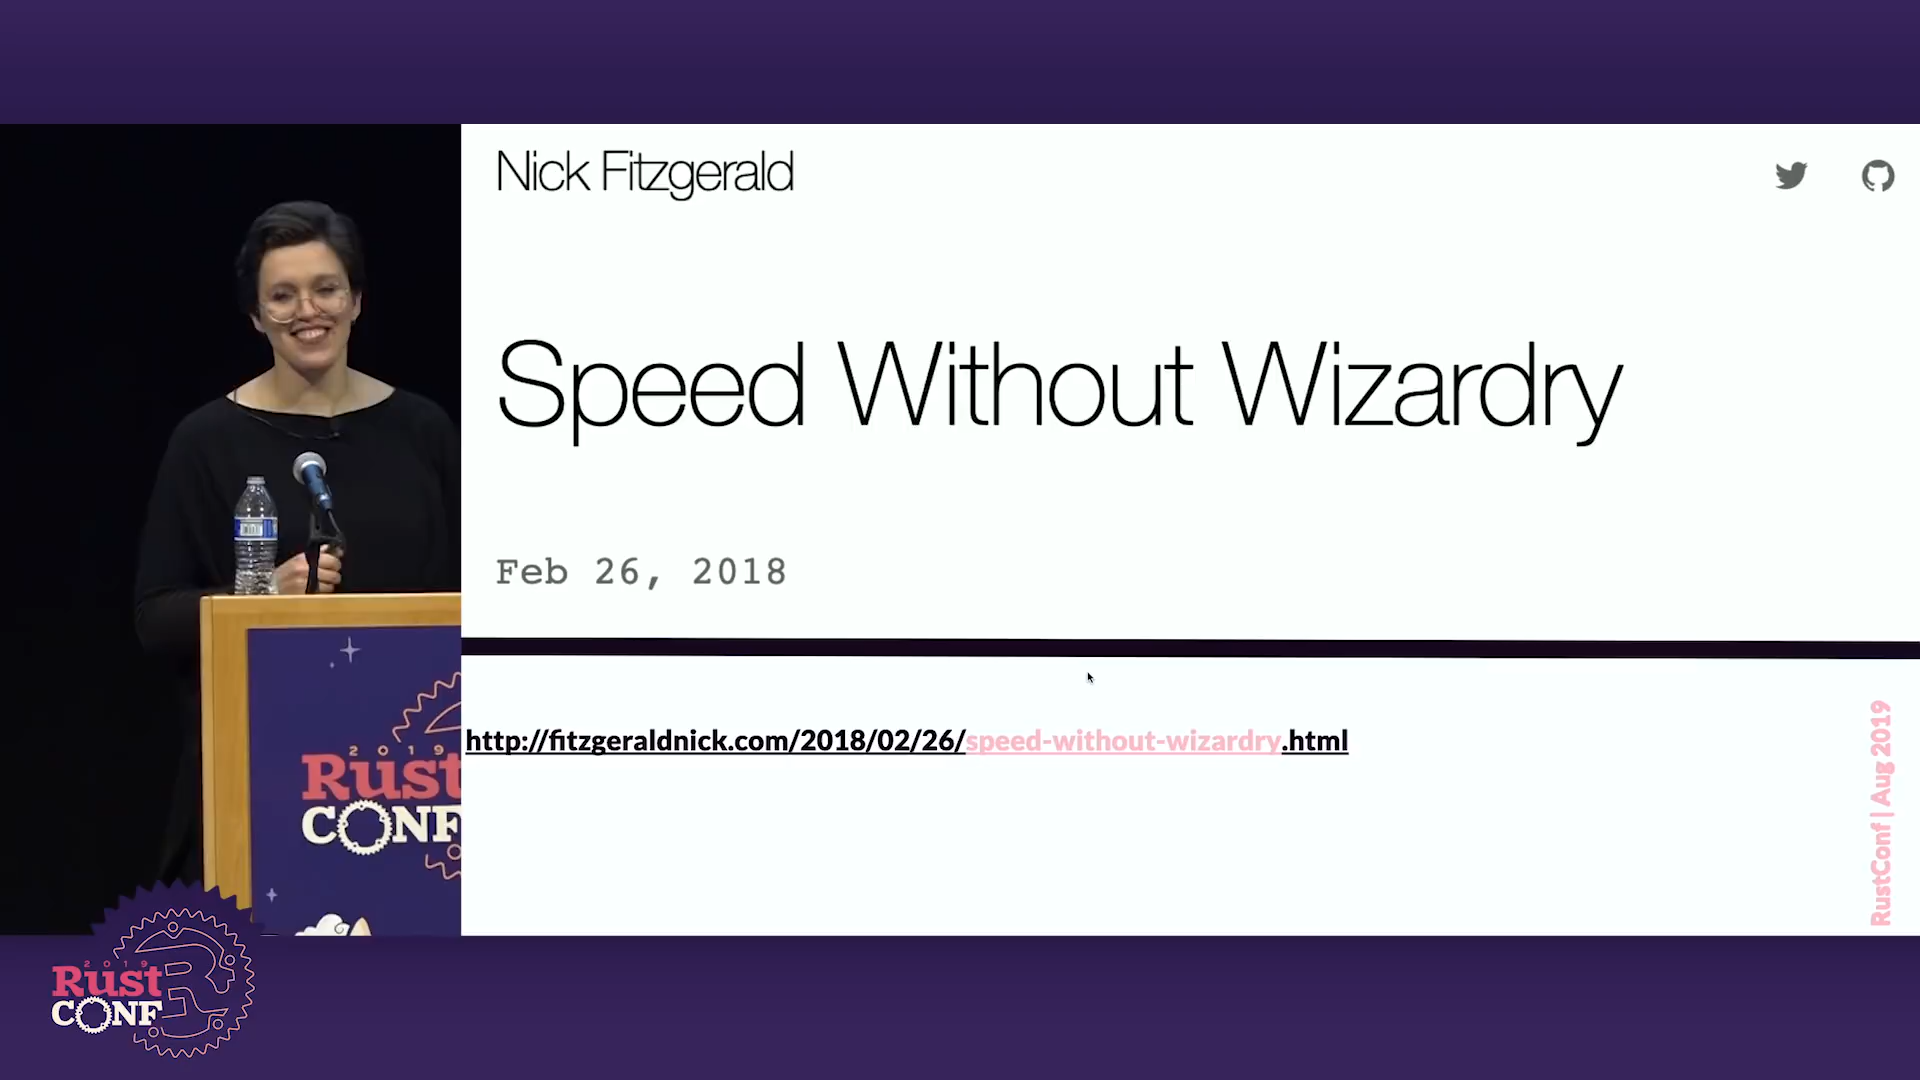 Nick Fitzgerald
Speed Without Wizardry
Feb 26, 2018
http://fitzgeraldnick.com/2018/02/26/speed-without-wizardry.html
RustConf | Aug 2019
2019
Rust
CONF
2019
Rust
CONF